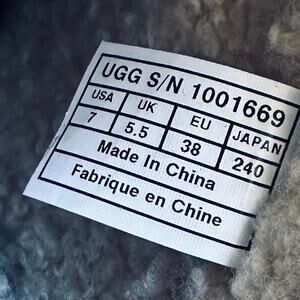 UGG S/N 1001669
USA UK EU JAPAN
7 5.5 38 240
Made In China
Fabrique en Chine